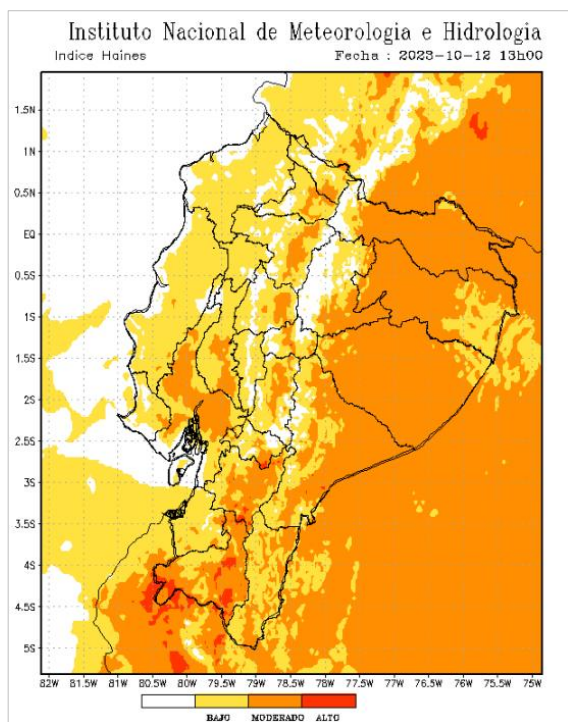 Instituto Nacional de Meteorologia e Hidrologia
Indice Haines Fecha : 2023-10-12 13h00
1.5N
1N
0.5N
EQ
0.5S
1S
1.5S
2S
2.5S
3S
3.5S
4S
4.5S
5S
82W 81.5W 81W 80.5W 80W 79.5W 79W 78.5W 78W 77.5W 77W 76.5W 76W 75.5W 75W
BAJO MODERADO ALTO